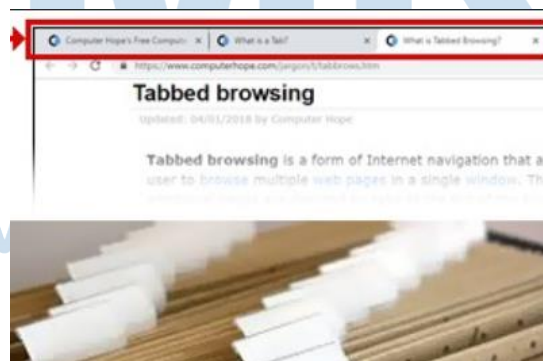 Computer Hope's Free Compute × What is a Tab? × What is Tabbed Browsing? ×
https://www.computerhope.com/jargon/t/tabbrows.htm
Tabbed browsing
Updated: 04/01/2018 by Computer Hope
Tabbed browsing is a form of Internet navigation that a
user to browse multiple web pages in a single window. Th